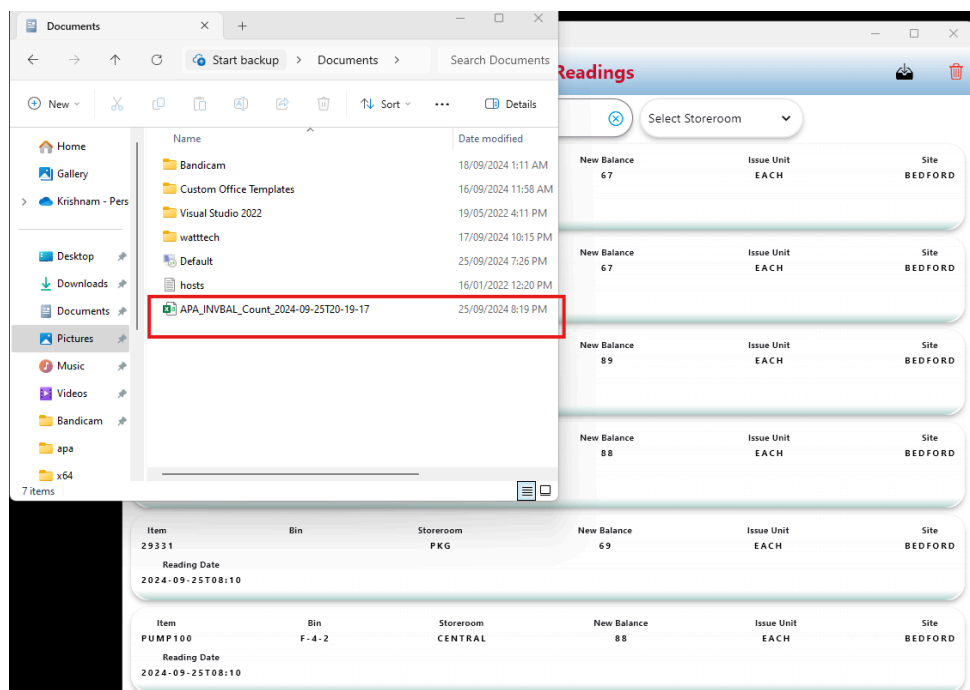 Documents
Start backup > Documents >
Search Documents
New
Sort
Details
Name
Date modified
Home
Gallery
Krishnam - Pers
Desktop
Downloads
Documents
Pictures
Music
Videos
Bandicam
apa
x64
Bandicam 18/09/2024 1:11 AM
Custom Office Templates 16/09/2024 11:58 AM
Visual Studio 2022 19/05/2022 4:11 PM
watttech 17/09/2024 10:15 PM
Default 25/09/2024 7:26 PM
hosts 16/01/2022 12:20 PM
APA_INVBAL_Count_2024-09-25T20-19-17 25/09/2024 8:19 PM
7 items
Readings
Select Storeroom
New Balance Issue Unit Site
67 EACH BEDFORD
New Balance Issue Unit Site
67 EACH BEDFORD
New Balance Issue Unit Site
89 EACH BEDFORD
New Balance Issue Unit Site
88 EACH BEDFORD
Item Bin Storeroom New Balance Issue Unit Site
29331 PKG 69 EACH BEDFORD
Reading Date
2024-09-25T08:10
Item Bin Storeroom New Balance Issue Unit Site
PUMP100 F-4-2 CENTRAL 88 EACH BEDFORD
Reading Date
2024-09-25T08:10